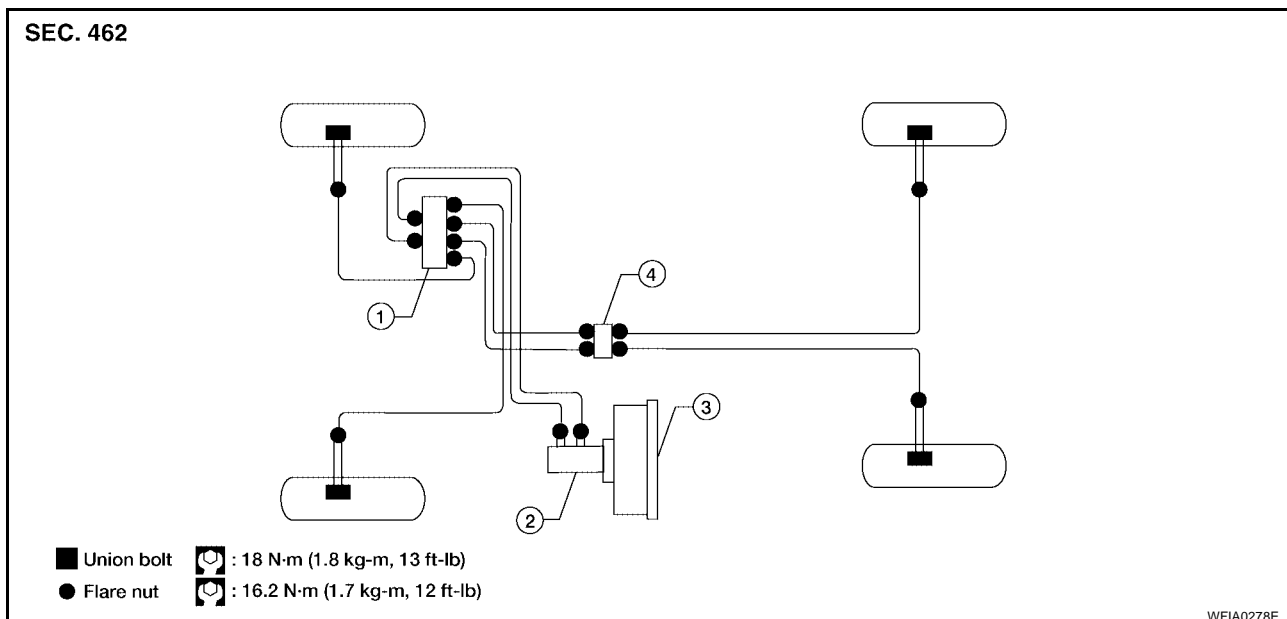 SEC. 462
1
4
3
2
Union bolt : 18 N·m (1.8 kg-m, 13 ft-lb)
Flare nut : 16.2 N·m (1.7 kg-m, 12 ft-lb)
WFIA0278E